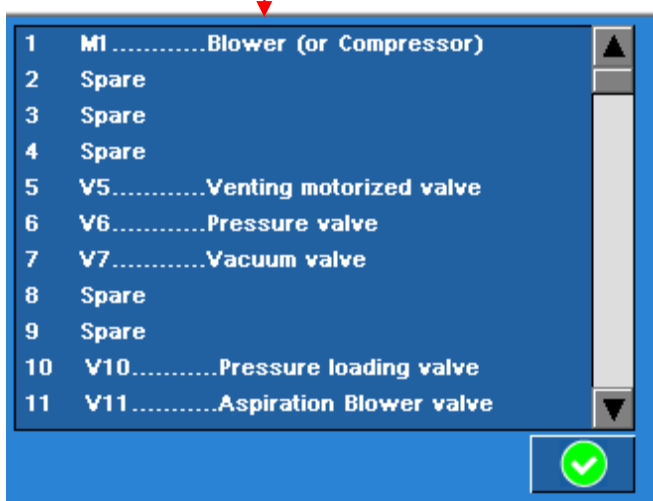 1 M1............Blower (or Compressor)
2 Spare
3 Spare
4 Spare
5 V5............Venting motorized valve
6 V6............Pressure valve
7 V7............Vacuum valve
8 Spare
9 Spare
10 V10...........Pressure loading valve
11 V11...........Aspiration Blower valve